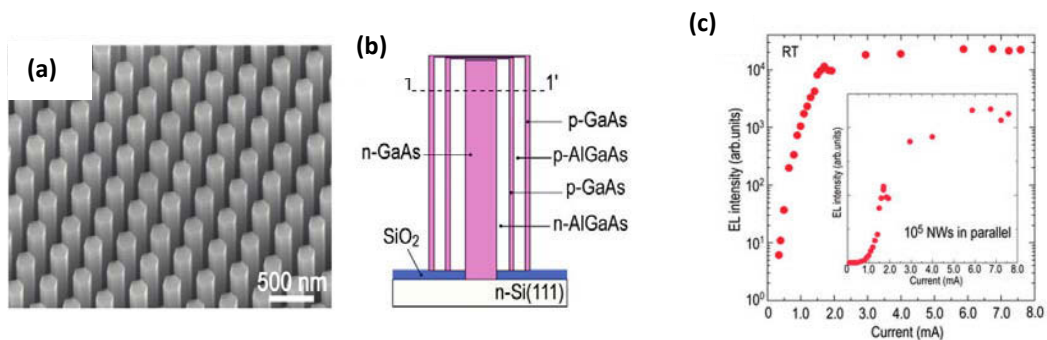 (a)
500 nm
(b)
1
1'
n-GaAs
p-GaAs
p-AlGaAs
p-GaAs
n-AlGaAs
SiO2
n-Si(111)
(c)
RT
EL intensity (arb.units)
10^4
10^3
10^2
10^1
10^0
0.0 1.0 2.0 3.0 4.0 5.0 6.0 7.0 8.0
Current (mA)
EL intensity (arb.units)
10^5 NWs in parallel
0 1.0 2.0 3.0 4.0 5.0 6.0 7.0 8.0
Current (mA)